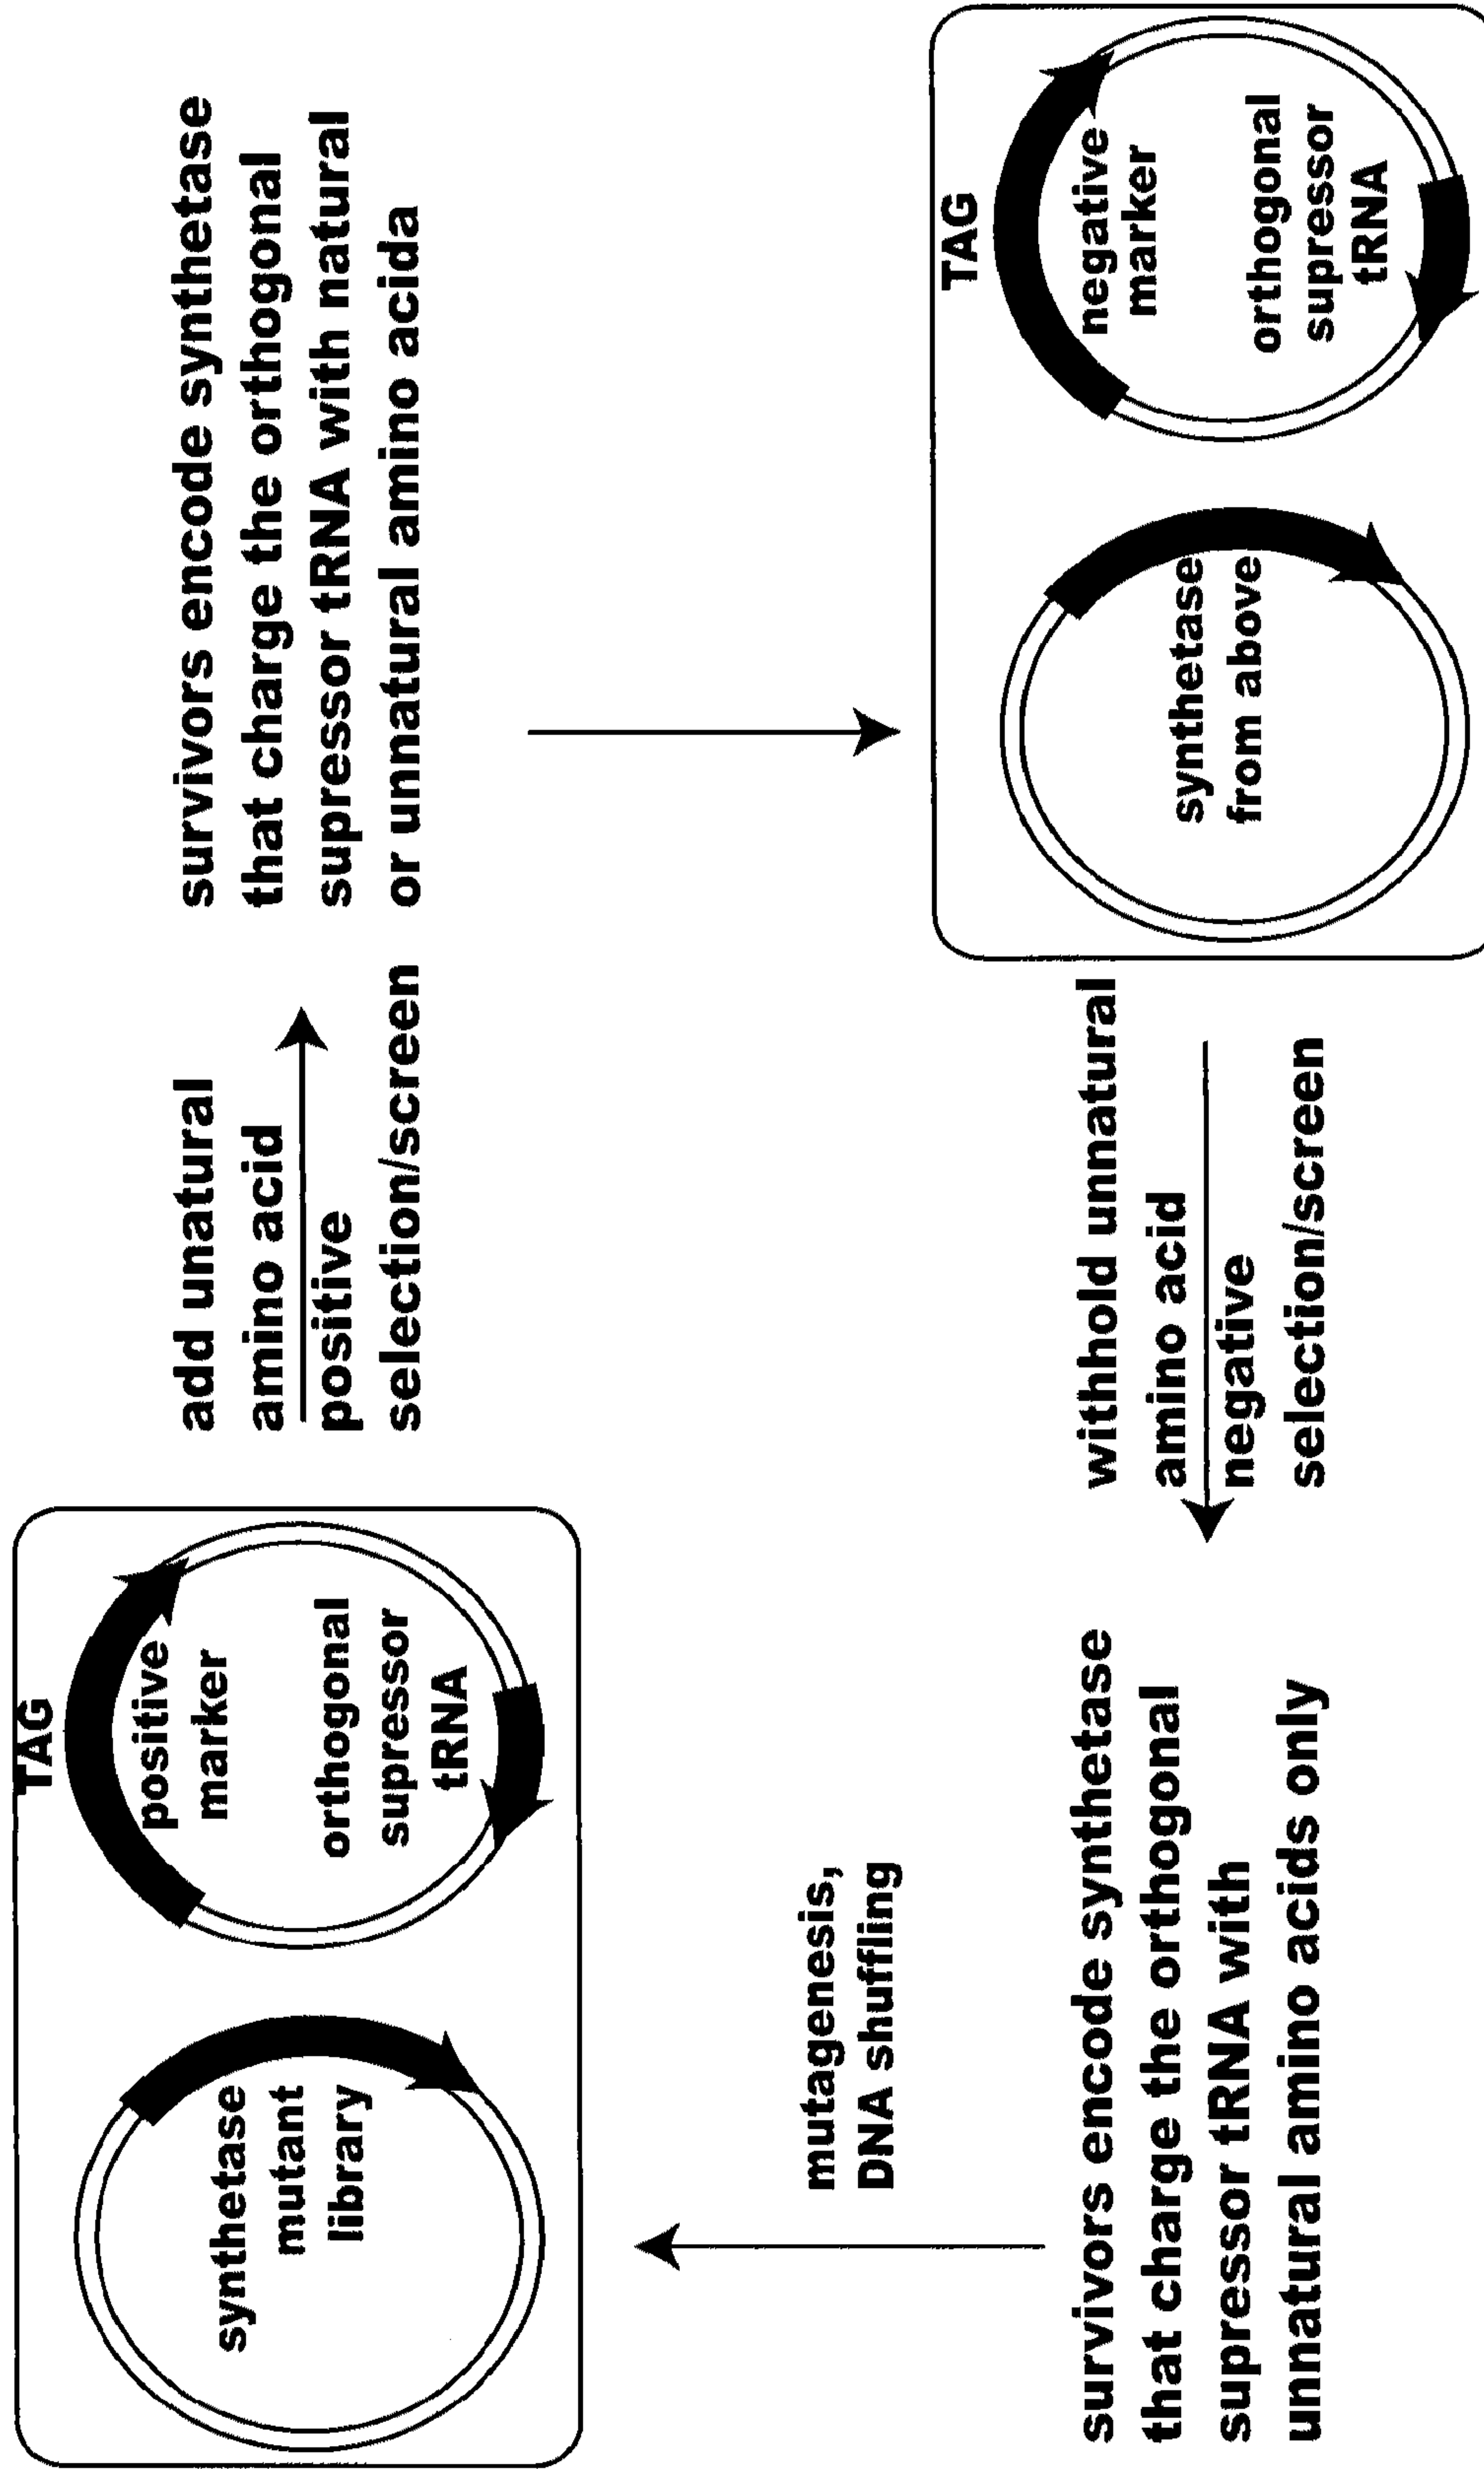 synthetase
mutant
library
TAG
positive
marker
orthogonal
supressor
tRNA
add unatural
amino acid
positive
selection/screen
survivors encode synthetase
that charge the orthogonal
supressor tRNA with natural
or unnatural amino acida
TAG
negative
marker
orthogonal
supressor
tRNA
synthetase
from above
withhold unnatural
amino acid
negative
selection/screen
survivors encode synthetase
that charge the orthogonal
supressor tRNA with
unnatural amino acids only
mutagenesis,
DNA shuffling